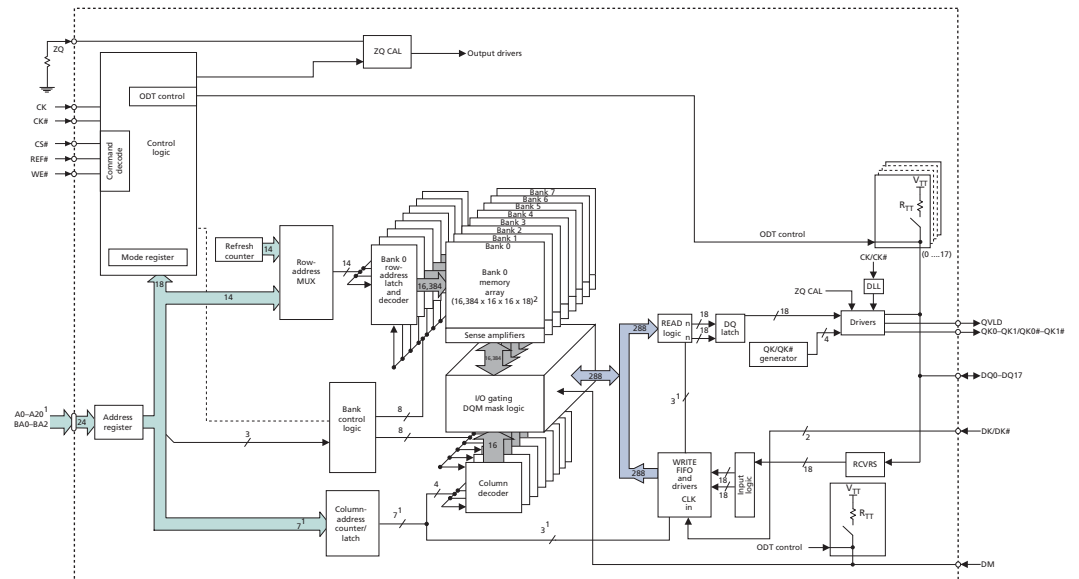 ZQ
ZQ CAL
Output drivers
ODT control
CK
CK#
CS#
REF#
WE#
Command decode
Control logic
Mode register
18
Refresh counter
14
Row-address MUX
14
14
Bank 0 row-address latch and decoder
16,384
Bank 7
Bank 6
Bank 5
Bank 4
Bank 3
Bank 2
Bank 1
Bank 0
Bank 0 memory array (16,384 x 16 x 16 x 18)2
Sense amplifiers
16,384
I/O gating DQM mask logic
16
Column decoder
A0–A201
BA0–BA2
24
Address register
3
Bank control logic
8
8
71
Column-address counter/latch
71
4
31
288
288
288
READ logic
n
n
18
18
DQ latch
18
QK/QK# generator
4
ZQ CAL
CK/CK#
DLL
Drivers
ODT control
VTT
RTT
(0 ....17)
QVLD
QK0–QK1/QK0#–QK1#
DQ0–DQ17
DK/DK#
2
31
WRITE FIFO and drivers
CLK in
18
18
Input logic
18
RCVRS
VTT
RTT
ODT control
DM